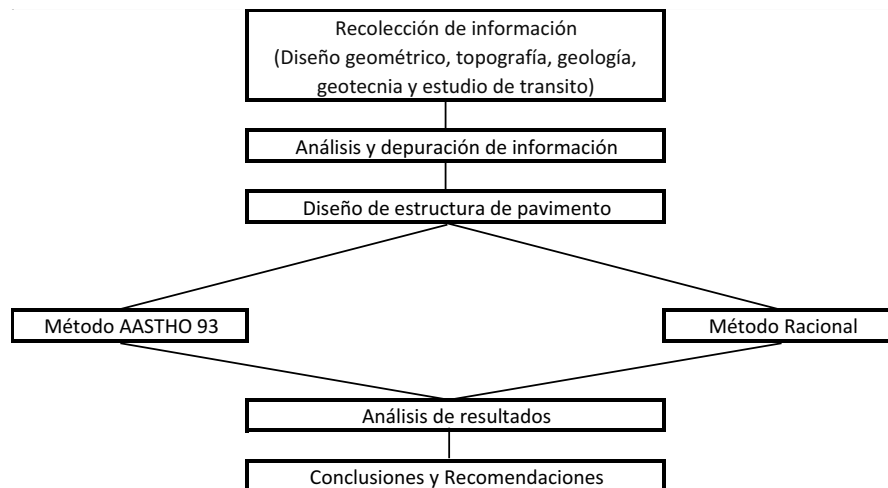 Recolección de información
(Diseño geométrico, topografía, geología,
geotecnia y estudio de transito)
Análisis y depuración de información
Diseño de estructura de pavimento
Método AASTHO 93
Método Racional
Análisis de resultados
Conclusiones y Recomendaciones